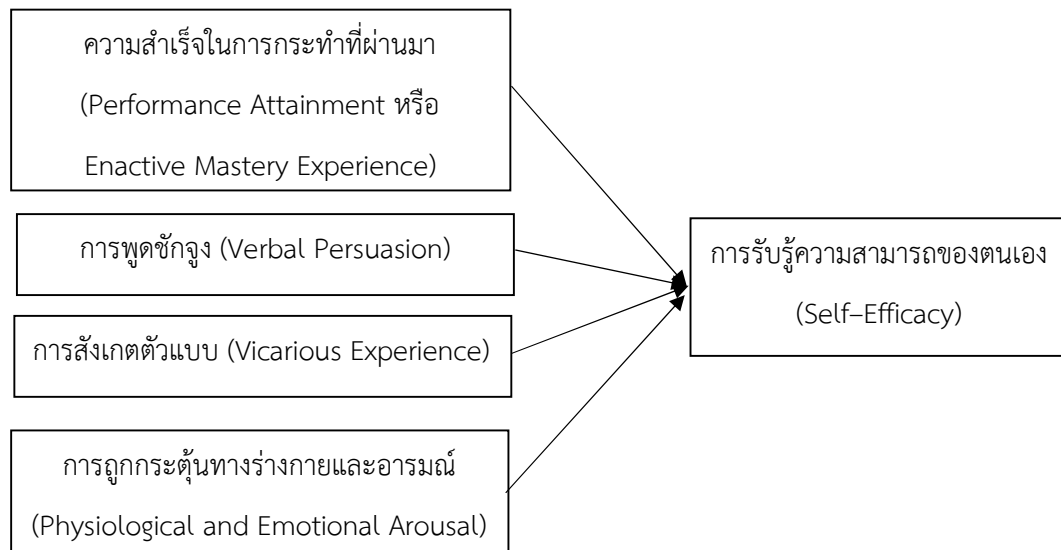 ความสำเร็จในการกระทำที่ผ่านมา
(Performance Attainment หรือ
Enactive Mastery Experience)
การพูดชักจูง (Verbal Persuasion)
การสังเกตตัวแบบ (Vicarious Experience)
การถูกกระตุ้นทางร่างกายและอารมณ์
(Physiological and Emotional Arousal)
การรับรู้ความสามารถของตนเอง
(Self–Efficacy)